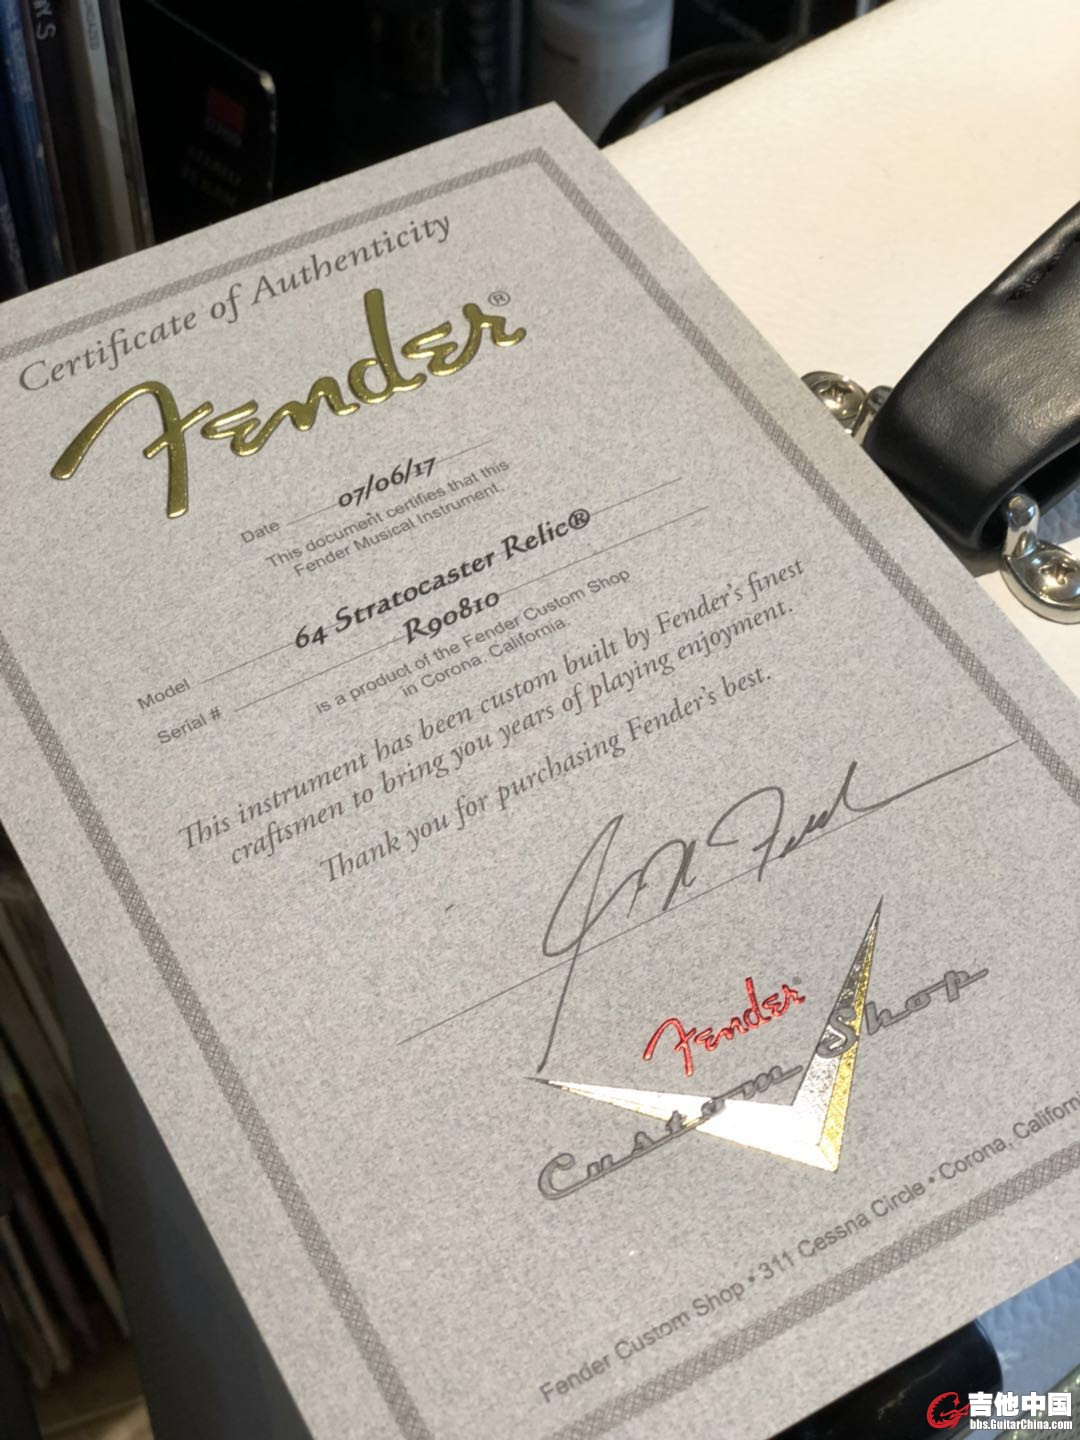 Certificate of Authenticity
Fender®
Date 07/06/17
This document certifies that this
Fender Musical Instrument.
Model 64 Stratocaster Relic®
Serial # R90810
is a product of the Fender Custom Shop
in Corona, California.
This instrument has been custom built by Fender's finest
craftsmen to bring you years of playing enjoyment.
Thank you for purchasing Fender's best.
Fender
Custom Shop
Fender Custom Shop • 311 Cessna Circle • Corona, Californ
吉他中国
bbs.GuitarChina.com